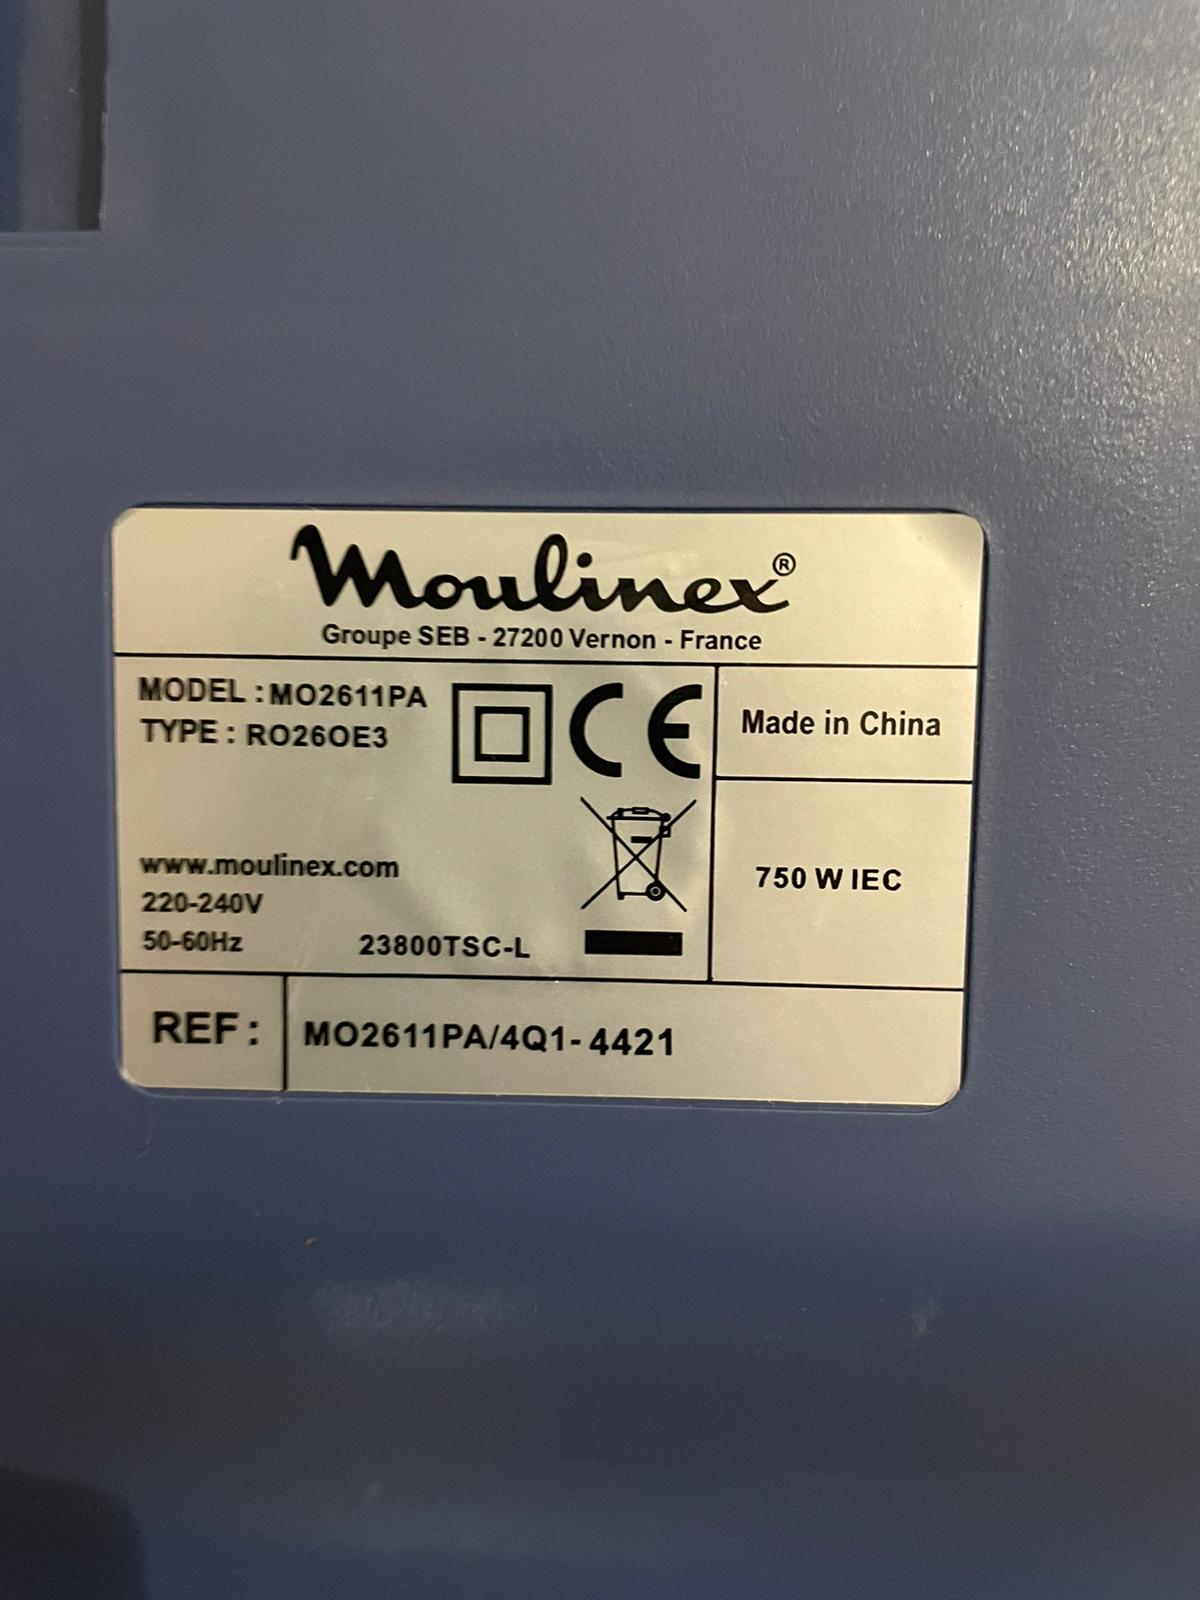 Moulinex®
Groupe SEB - 27200 Vernon - France
MODEL : MO2611PA
TYPE : RO26OE3
CE
Made in China
www.moulinex.com
220-240V
50-60Hz
23800TSC-L
750 W IEC
REF: MO2611PA/4Q1- 4421